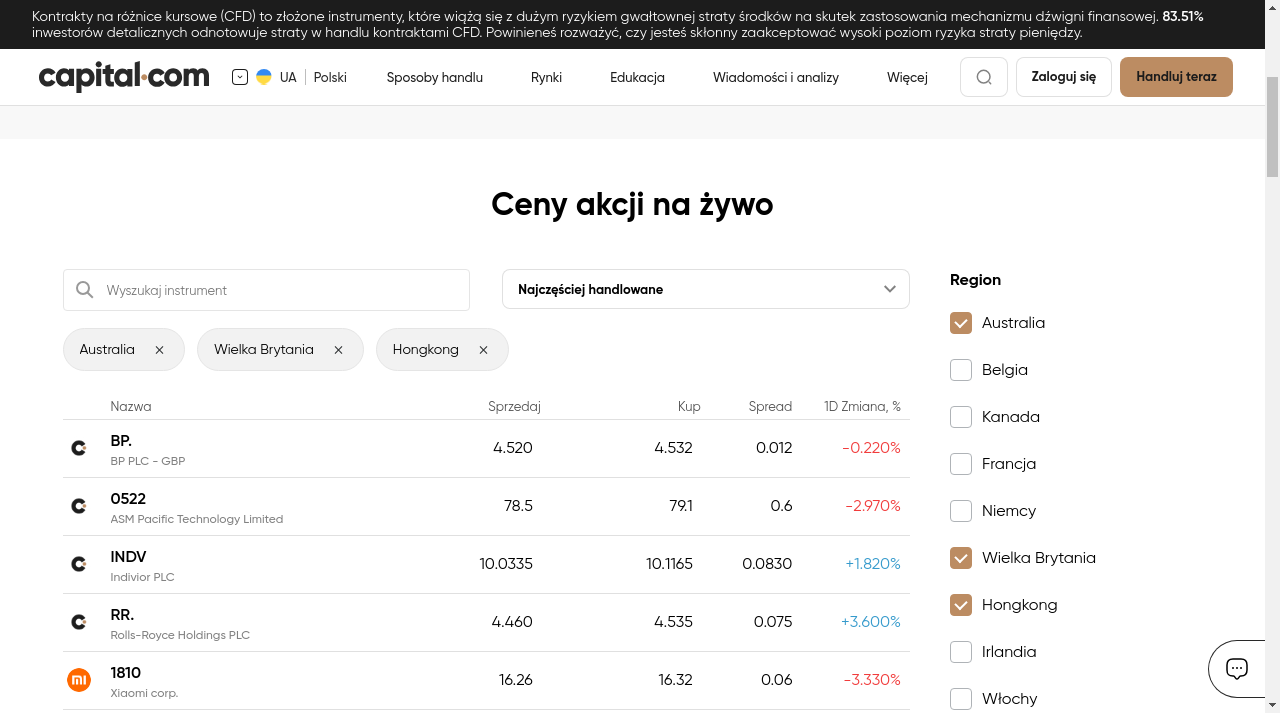 Kontrakty na różnice kursowe (CFD) to złożone instrumenty, które wiążą się z dużym ryzykiem gwałtownej straty środków na skutek zastosowania mechanizmu dźwigni finansowej. 83.51%
inwestorów detalicznych odnotowuje straty w handlu kontraktami CFD. Powinieneś rozważyć, czy jesteś skłonny zaakceptować wysoki poziom ryzyka straty pieniędzy.
capital.com UA Polski Sposoby handlu Rynki Edukacja Wiadomości i analizy Więcej Zaloguj się Handluj teraz
Ceny akcji na żywo
Wyszukaj instrument
Najczęściej handlowane
Australia Wielka Brytania Hongkong
Nazwa Sprzedaj Kup Spread 1D Zmiana, %
BP. 4.520 4.532 0.012 -0.220%
BP PLC - GBP
0522 78.5 79.1 0.6 -2.970%
ASM Pacific Technology Limited
INDV 10.0335 10.1165 0.0830 +1.820%
Indivior PLC
RR. 4.460 4.535 0.075 +3.600%
Rolls-Royce Holdings PLC
1810 16.26 16.32 0.06 -3.330%
Xiaomi corp.
Region
Australia
Belgia
Kanada
Francja
Niemcy
Wielka Brytania
Hongkong
Irlandia
Włochy